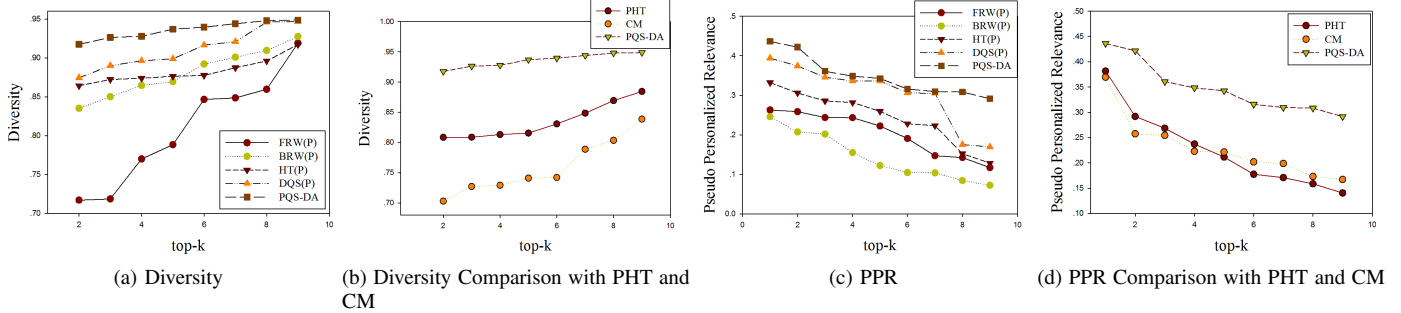 Diversity
.95
.90
.85
.80
.75
.70
FRW(P)
BRW(P)
HT(P)
DQS(P)
PQS-DA
2
4
6
8
10
top-k
(a) Diversity
Diversity
1.00
.95
.90
.85
.80
.75
.70
PHT
CM
PQS-DA
2
4
6
8
10
top-k
(b) Diversity Comparison with PHT and
CM
Pseudo Personalized Relevance
.5
.4
.3
.2
.1
0.0
FRW(P)
BRW(P)
HT(P)
DQS(P)
PQS-DA
0
2
4
6
8
10
top-k
(c) PPR
Pseudo Personalized Relevance
.50
.45
.40
.35
.30
.25
.20
.15
.10
PHT
CM
PQS-DA
2
4
6
8
10
top-k
(d) PPR Comparison with PHT and CM